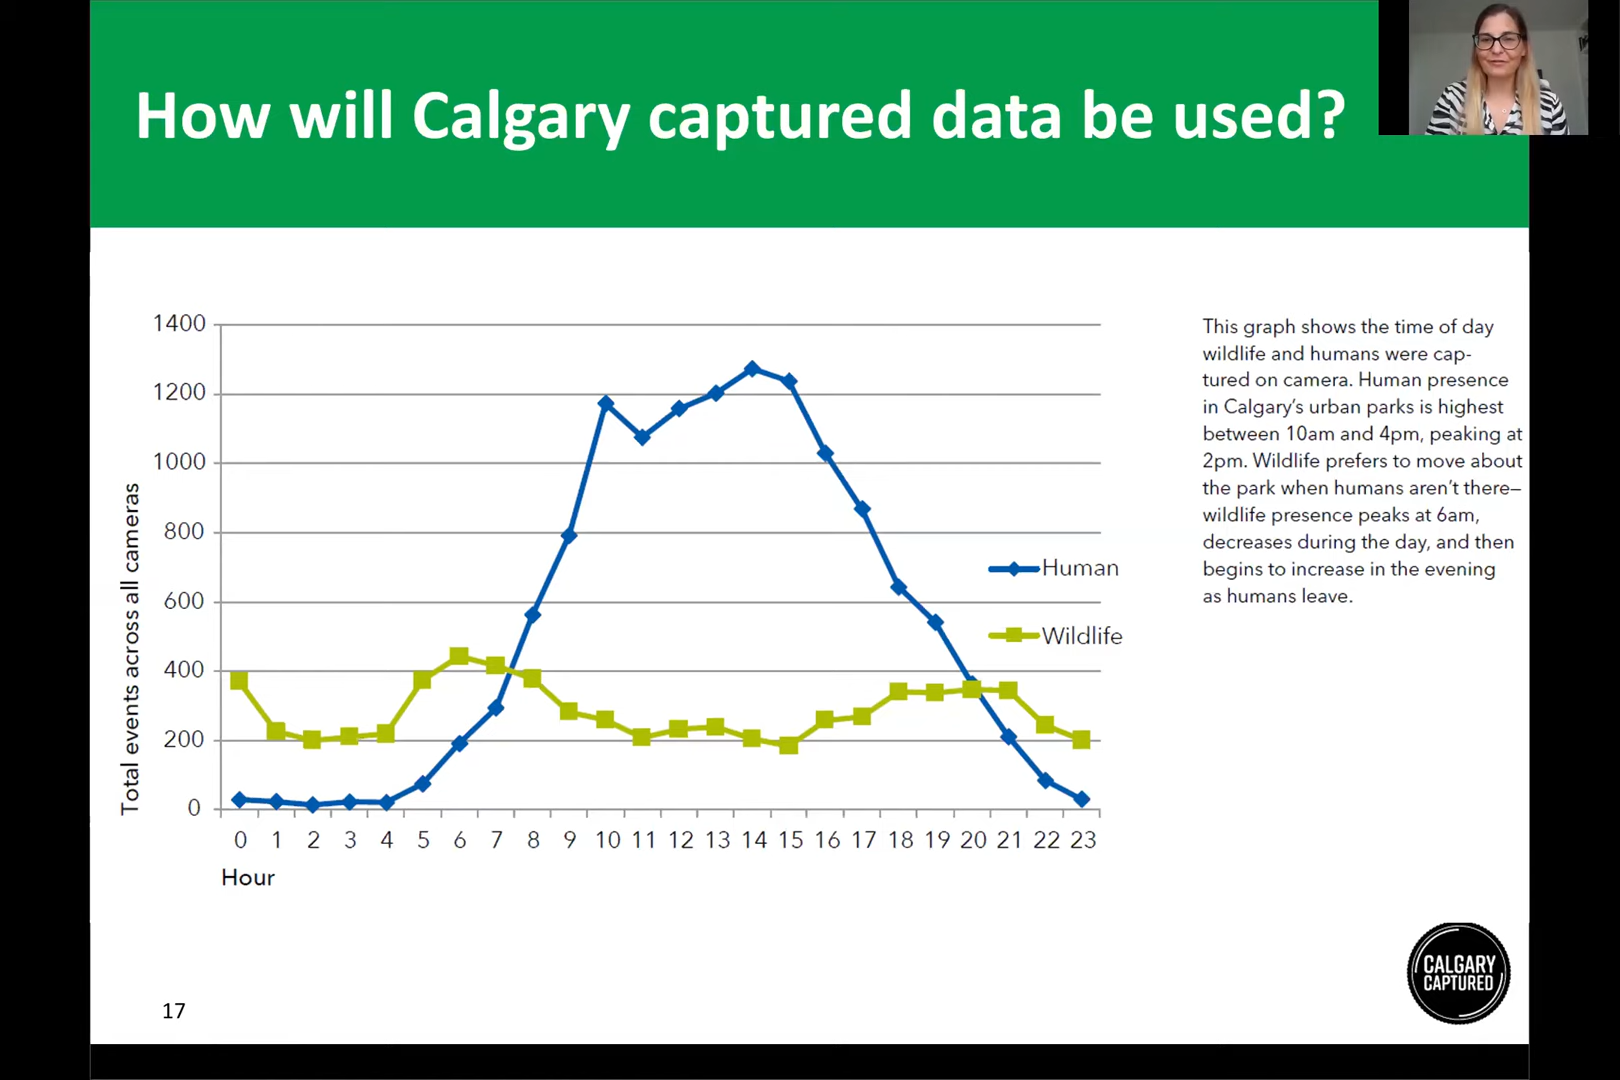 How will Calgary captured data be used?
1400
1200
1000
800
600
400
200
0
Total events across all cameras
0 1 2 3 4 5 6 7 8 9 10 11 12 13 14 15 16 17 18 19 20 21 22 23
Hour
Human
Wildlife
This graph shows the time of day
wildlife and humans were cap-
tured on camera. Human presence
in Calgary's urban parks is highest
between 10am and 4pm, peaking at
2pm. Wildlife prefers to move about
the park when humans aren't there—
wildlife presence peaks at 6am,
decreases during the day, and then
begins to increase in the evening
as humans leave.
17
CALGARY
CAPTURED